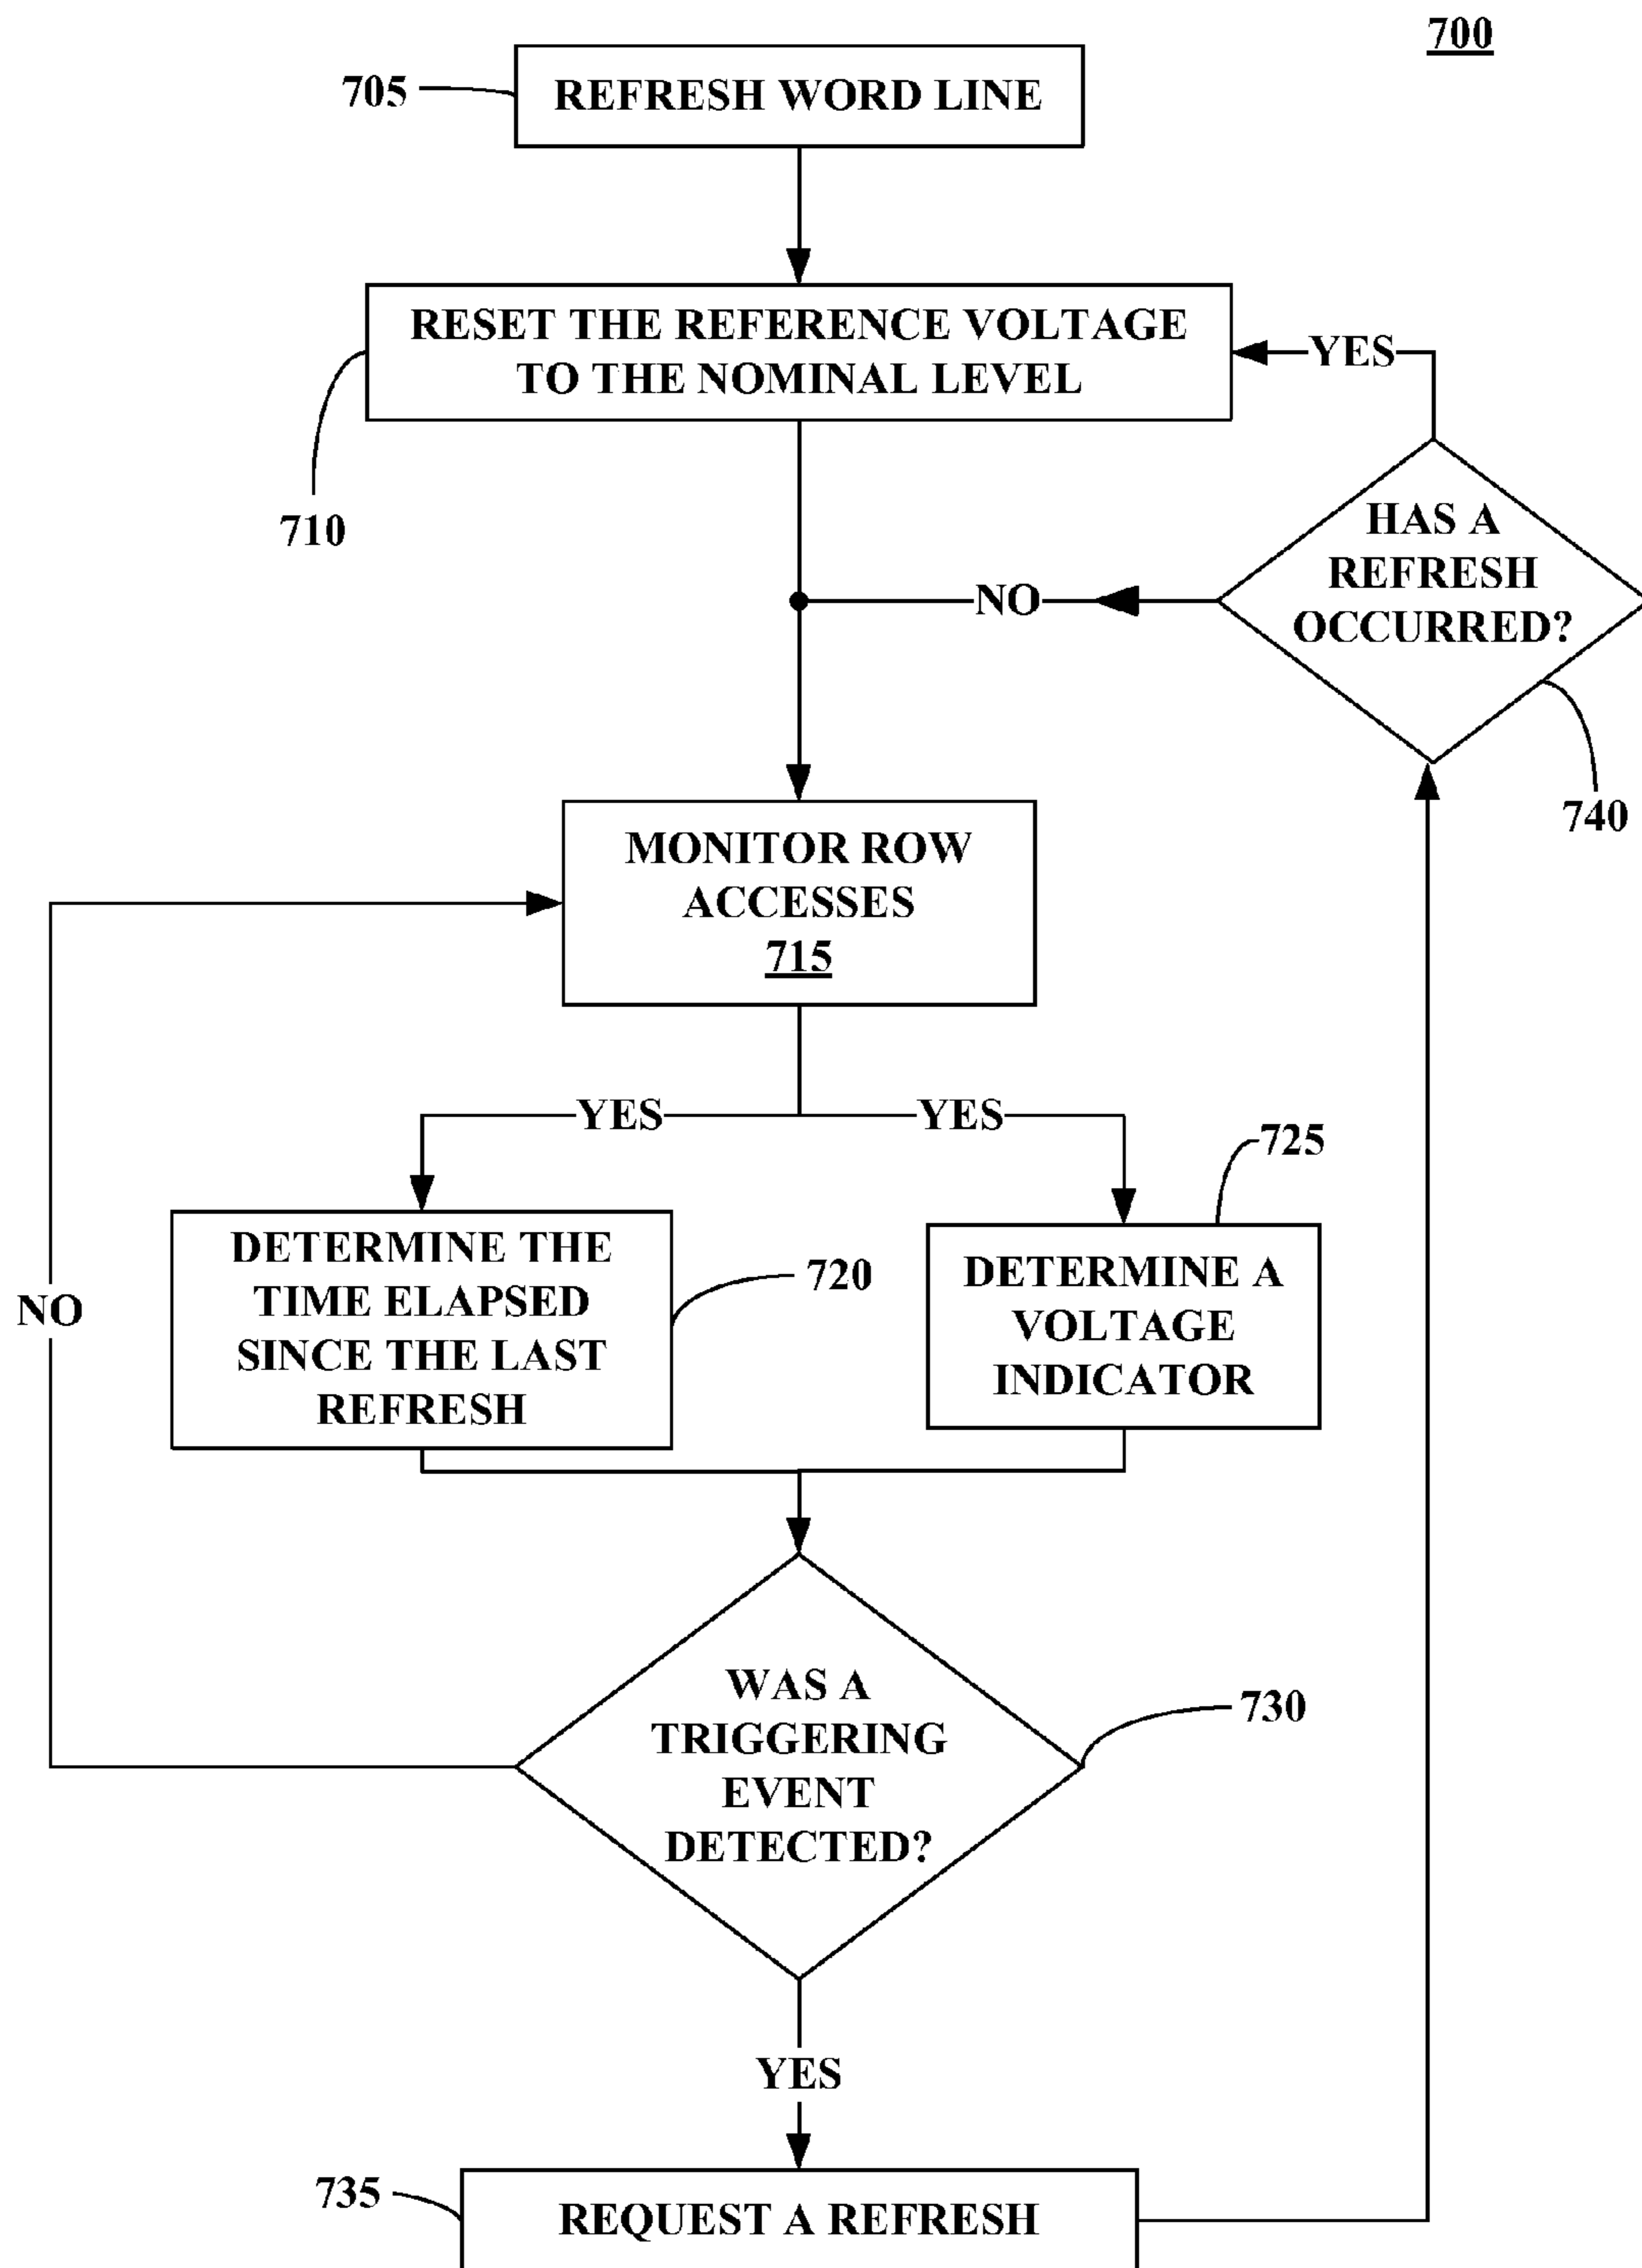 700
705
REFRESH WORD LINE
RESET THE REFERENCE VOLTAGE
TO THE NOMINAL LEVEL
YES
710
HAS A
REFRESH
OCCURRED?
NO
740
MONITOR ROW
ACCESSES
715
YES
YES
725
DETERMINE THE
TIME ELAPSED
SINCE THE LAST
REFRESH
720
DETERMINE A
VOLTAGE
INDICATOR
NO
WAS A
TRIGGERING
EVENT
DETECTED?
730
YES
735
REQUEST A REFRESH